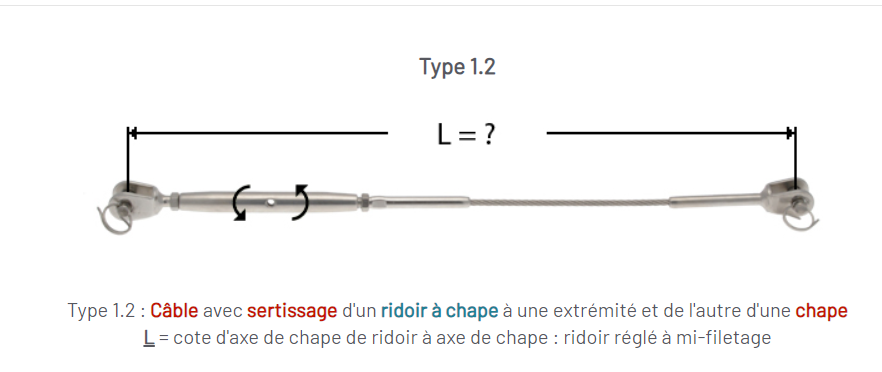 Type 1.2
L = ?
Type 1.2 : Câble avec sertissage d'un ridoir à chape à une extrémité et de l'autre d'une chape
L = cote d'axe de chape de ridoir à axe de chape : ridoir réglé à mi-filetage